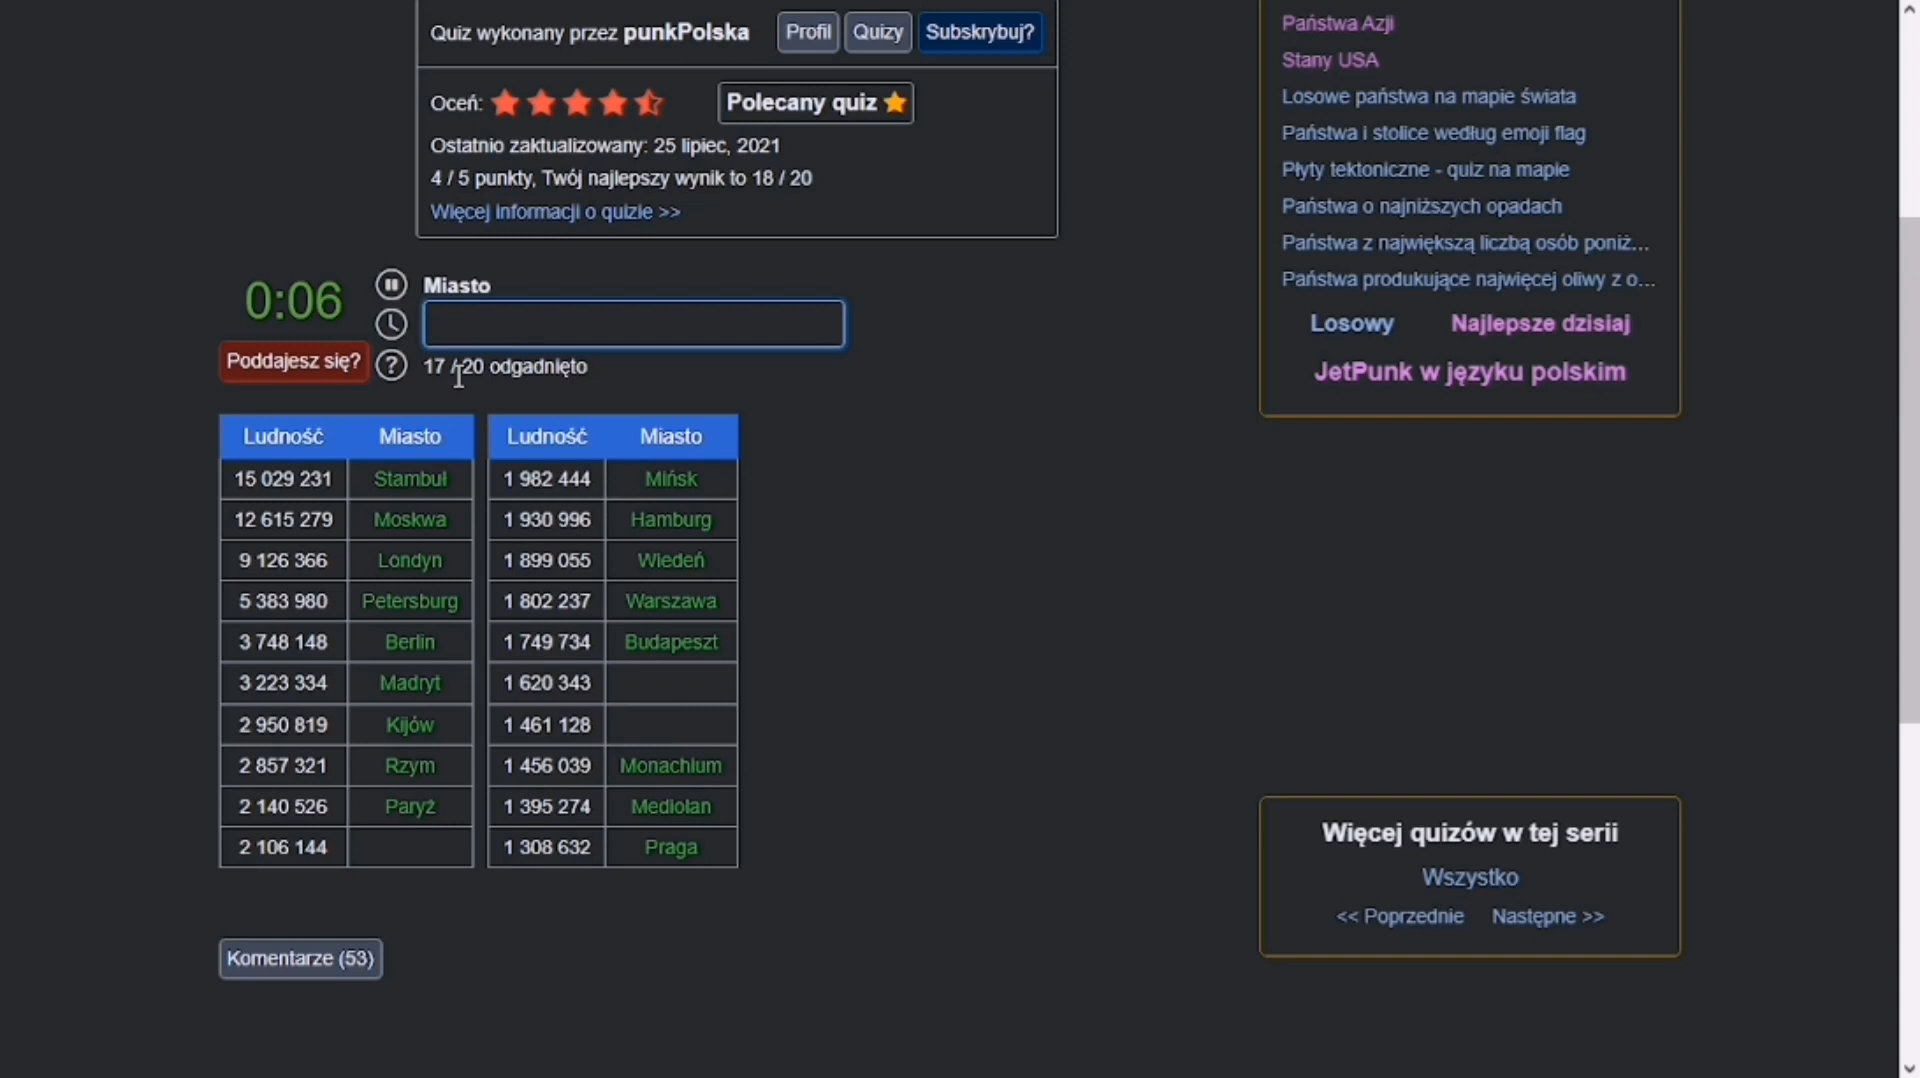 Quiz wykonany przez punkPolska
Profil
Quizy
Subskrybuj?
Oceń:
Polecany quiz
Ostatnio zaktualizowany: 25 lipiec, 2021
4 / 5 punkty, Twój najlepszy wynik to 18 / 20
Więcej informacji o quizie >>
0:06
Miasto
Poddajesz się?
?
17 / 20 odgadnięto
Ludność Miasto
15 029 231 Stambuł
12 615 279 Moskwa
9 126 366 Londyn
5 383 980 Petersburg
3 748 148 Berlin
3 223 334 Madryt
2 950 819 Kijów
2 857 321 Rzym
2 140 526 Paryż
2 106 144
Ludność Miasto
1 982 444 Mińsk
1 930 996 Hamburg
1 899 055 Wiedeń
1 802 237 Warszawa
1 749 734 Budapeszt
1 620 343
1 461 128
1 456 039 Monachium
1 395 274 Mediolan
1 308 632 Praga
Komentarze (53)
Państwa Azji
Stany USA
Losowe państwa na mapie świata
Państwa i stolice według emoji flag
Płyty tektoniczne - quiz na mapie
Państwa o najniższych opadach
Państwa z największą liczbą osób poniż...
Państwa produkujące najwięcej oliwy z o...
Losowy
Najlepsze dzisiaj
JetPunk w języku polskim
Więcej quizów w tej serii
Wszystko
<< Poprzednie
Następne >>